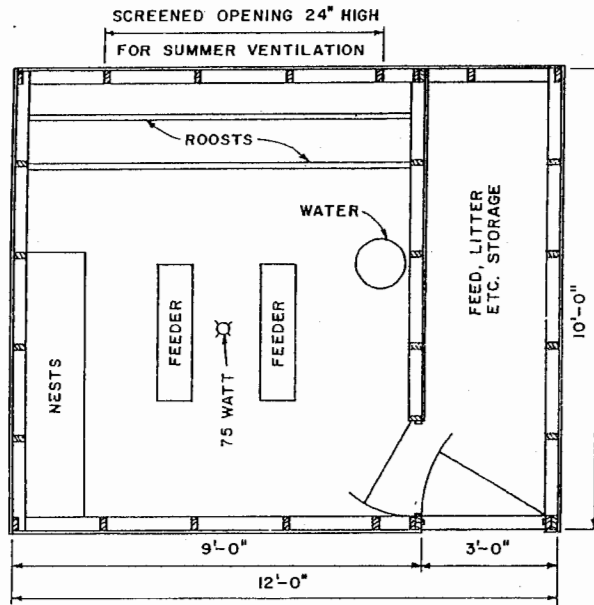 SCREENED OPENING 24" HIGH
FOR SUMMER VENTILATION
ROOSTS
WATER
FEED, LITTER
ETC. STORAGE
10'-0"
NESTS
FEEDER
75 WATT
FEEDER
9'-0"
3'-0"
12'-0"